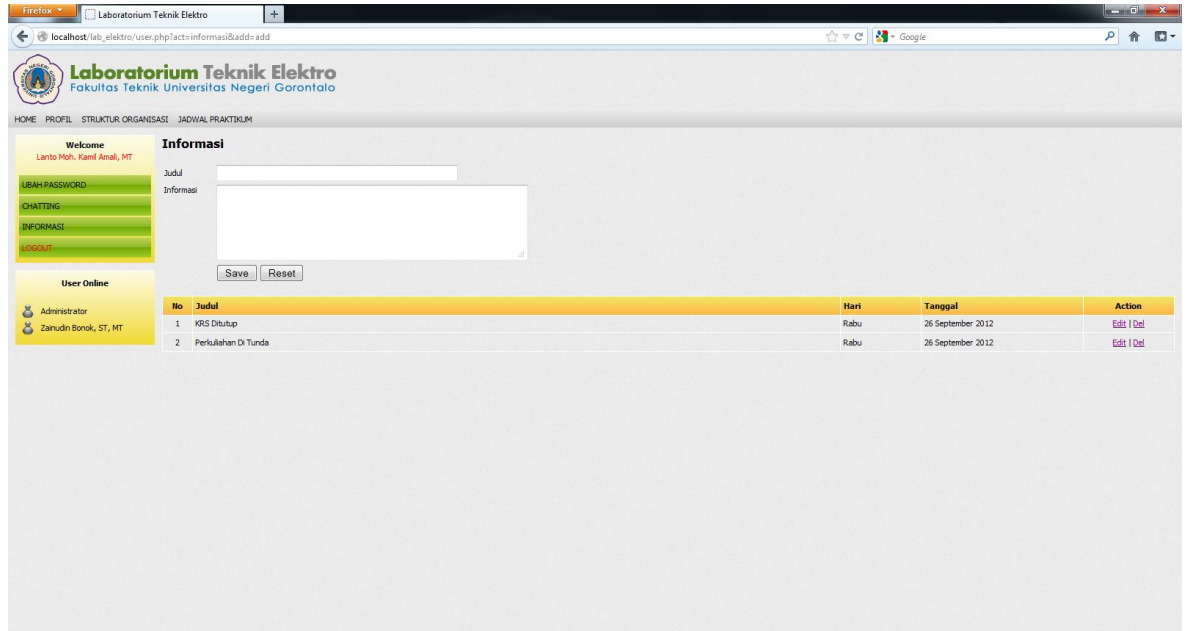 Firefox
Laboratorium Teknik Elektro
+
localhost/lab_elektro/user.php?act=informasi&add=add
Google
Laboratorium Teknik Elektro
Fakultas Teknik Universitas Negeri Gorontalo
HOME PROFIL STRUKTUR ORGANISASI JADWAL PRAKTIKUM
Welcome
Lanto Moh. Kamil Amali, MT
UBAH PASSWORD
CHATTING
INFORMASI
LOGOUT
User Online
Administrator
Zainudin Bonok, ST, MT
Informasi
Judul
Informasi
Save Reset
No Judul Hari Tanggal Action
1 KRS Ditutup Rabu 26 September 2012 Edit | Del
2 Perkuliahan Di Tunda Rabu 26 September 2012 Edit | Del